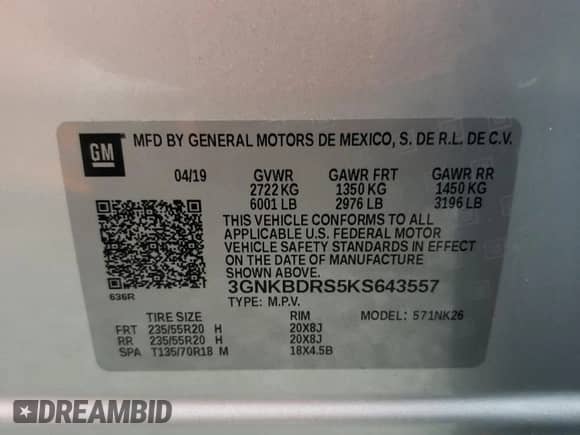 GM MFD BY GENERAL MOTORS DE MEXICO, S. DE R.L. DE C.V.
04/19 GVWR GAWR FRT GAWR RR
2722 KG 1350 KG 1450 KG
6001 LB 2976 LB 3196 LB
THIS VEHICLE CONFORMS TO ALL
APPLICABLE U.S. FEDERAL MOTOR
VEHICLE SAFETY STANDARDS IN EFFECT
ON THE DATE OF MANUFACTURE
SHOWN ABOVE.
3GNKBDRS5KS643557
636R TYPE: M.P.V.
TIRE SIZE RIM MODEL: 571NK26
FRT 235/55R20 H 20X8J
RR 235/55R20 H 20X8J
SPA T135/70R18 M 18X4.5B
DREAMBID